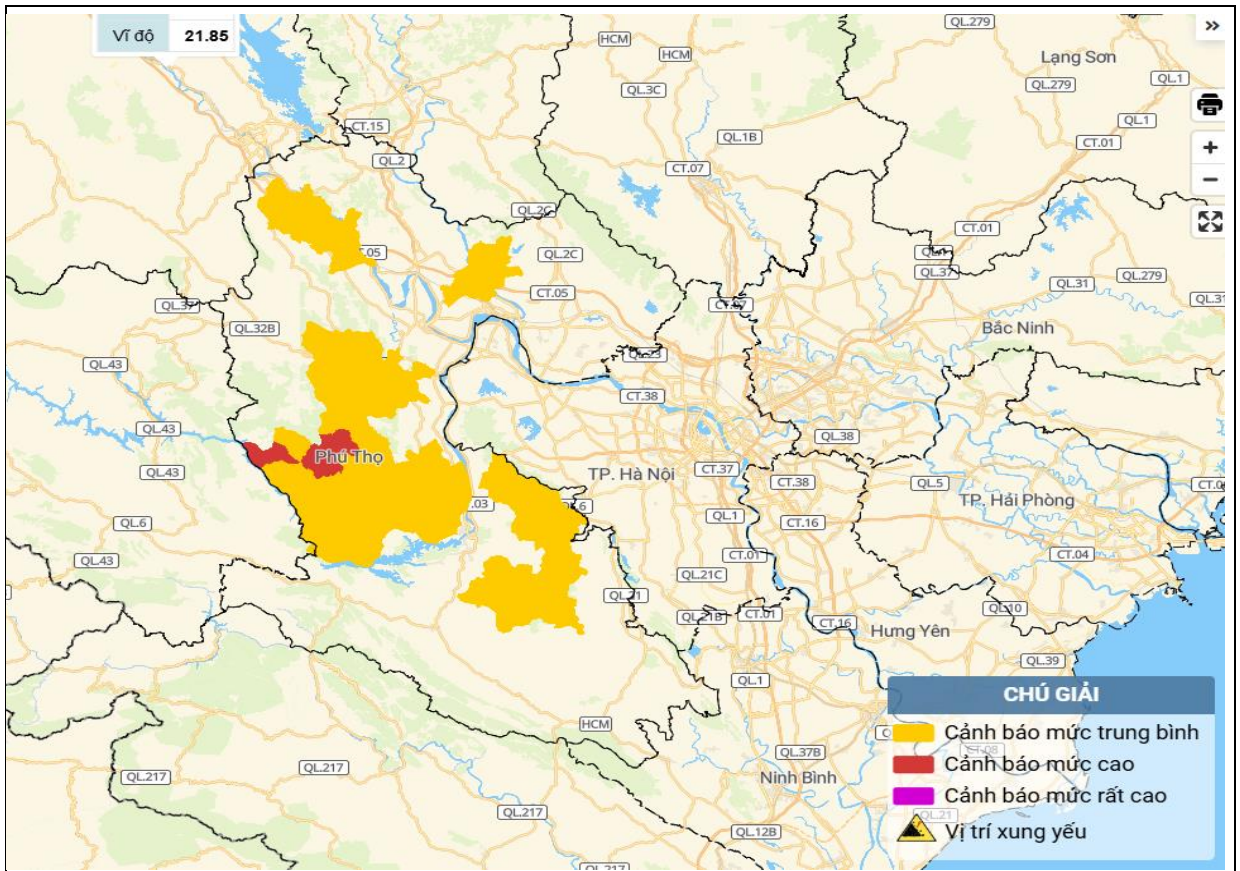 Vĩ độ 21.85
»
QL.279
HCM
HCM
Lạng Sơn
QL.1
QL.279
QL.3C
QL.1
CT.15
QL.1B
CT.01
QL.2
CT.07
+
−
QL.2C
CT.01
QL.2C
QL.37
QL.279
QL.31
CT.05
QL.37
QL.32B
Bắc Ninh
QL.23
QL.43
CT.38
QL.43
QL.38
Phú Thọ
QL.43
TP. Hà Nội
CT.37
CT.38
QL.5
TP. Hải Phòng
.03
QL.6
QL.1
CT.16
CT.01
CT.04
QL.43
QL.21C
QL.21
QL.21B
CT.01
CT.16
QL.10
Hưng Yên
QL.39
QL.1
CHÚ GIẢI
HCM
Cảnh báo mức trung bình
QL.37B
CT.08
QL.217
QL.217
Ninh Bình
Cảnh báo mức cao
Cảnh báo mức rất cao
QL.217
QL.21
QL.12B
Vị trí xung yếu
QL.217